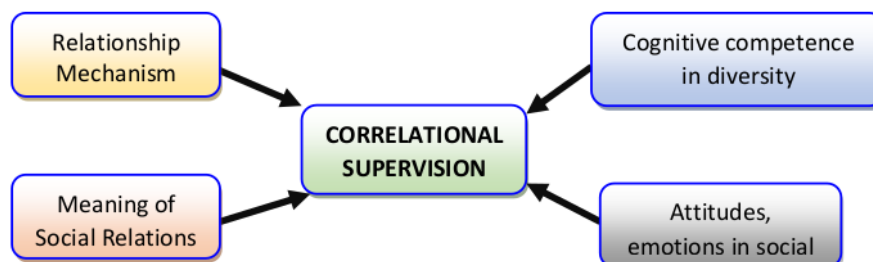 Relationship
Mechanism
Cognitive competence
in diversity
CORRELATIONAL
SUPERVISION
Meaning of
Social Relations
Attitudes,
emotions in social